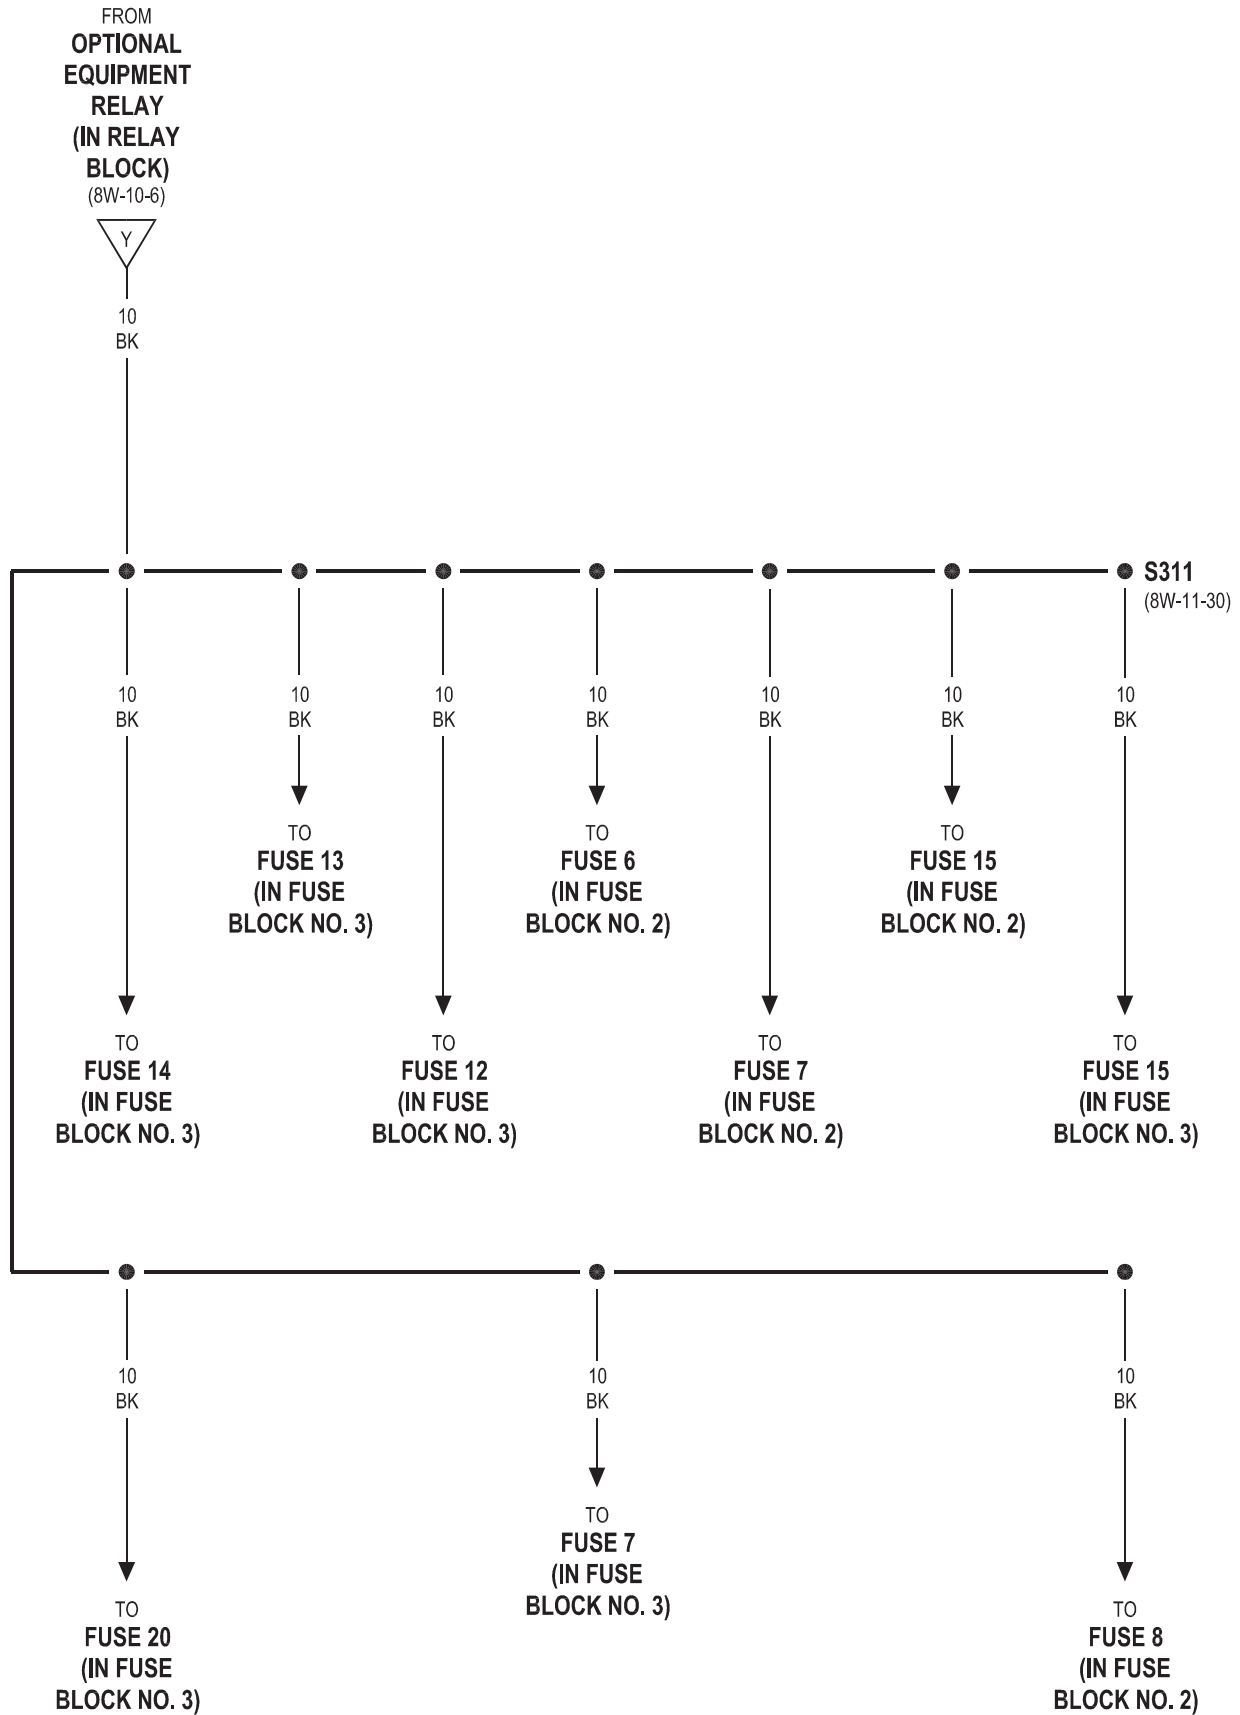 FROM
OPTIONAL
EQUIPMENT
RELAY
(IN RELAY
BLOCK)
(8W-10-6)
Y
10
BK
S311
(8W-11-30)
10
BK
10
BK
10
BK
10
BK
10
BK
10
BK
10
BK
TO
FUSE 13
(IN FUSE
BLOCK NO. 3)
TO
FUSE 6
(IN FUSE
BLOCK NO. 2)
TO
FUSE 15
(IN FUSE
BLOCK NO. 2)
TO
FUSE 14
(IN FUSE
BLOCK NO. 3)
TO
FUSE 12
(IN FUSE
BLOCK NO. 3)
TO
FUSE 7
(IN FUSE
BLOCK NO. 2)
TO
FUSE 15
(IN FUSE
BLOCK NO. 3)
10
BK
10
BK
10
BK
TO
FUSE 7
(IN FUSE
BLOCK NO. 3)
TO
FUSE 20
(IN FUSE
BLOCK NO. 3)
TO
FUSE 8
(IN FUSE
BLOCK NO. 2)